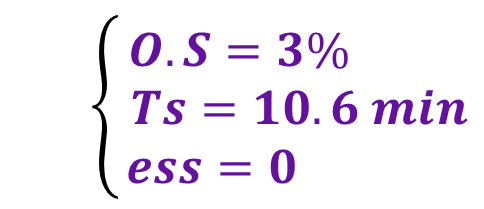 O.S = 3%
Ts = 10.6 min
ess = 0